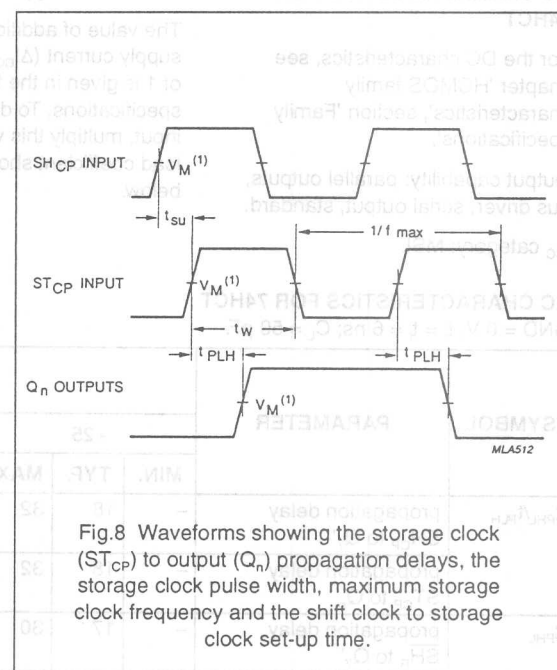 SH_CP INPUT
V_M (1)
t_su
1/f max
ST_CP INPUT
V_M (1)
t_W
t PLH
t PLH
Q_n OUTPUTS
V_M (1)
MLA512
Fig.8 Waveforms showing the storage clock
(ST_CP) to output (Q_n) propagation delays, the
storage clock pulse width, maximum storage
clock frequency and the shift clock to storage
clock set-up time.